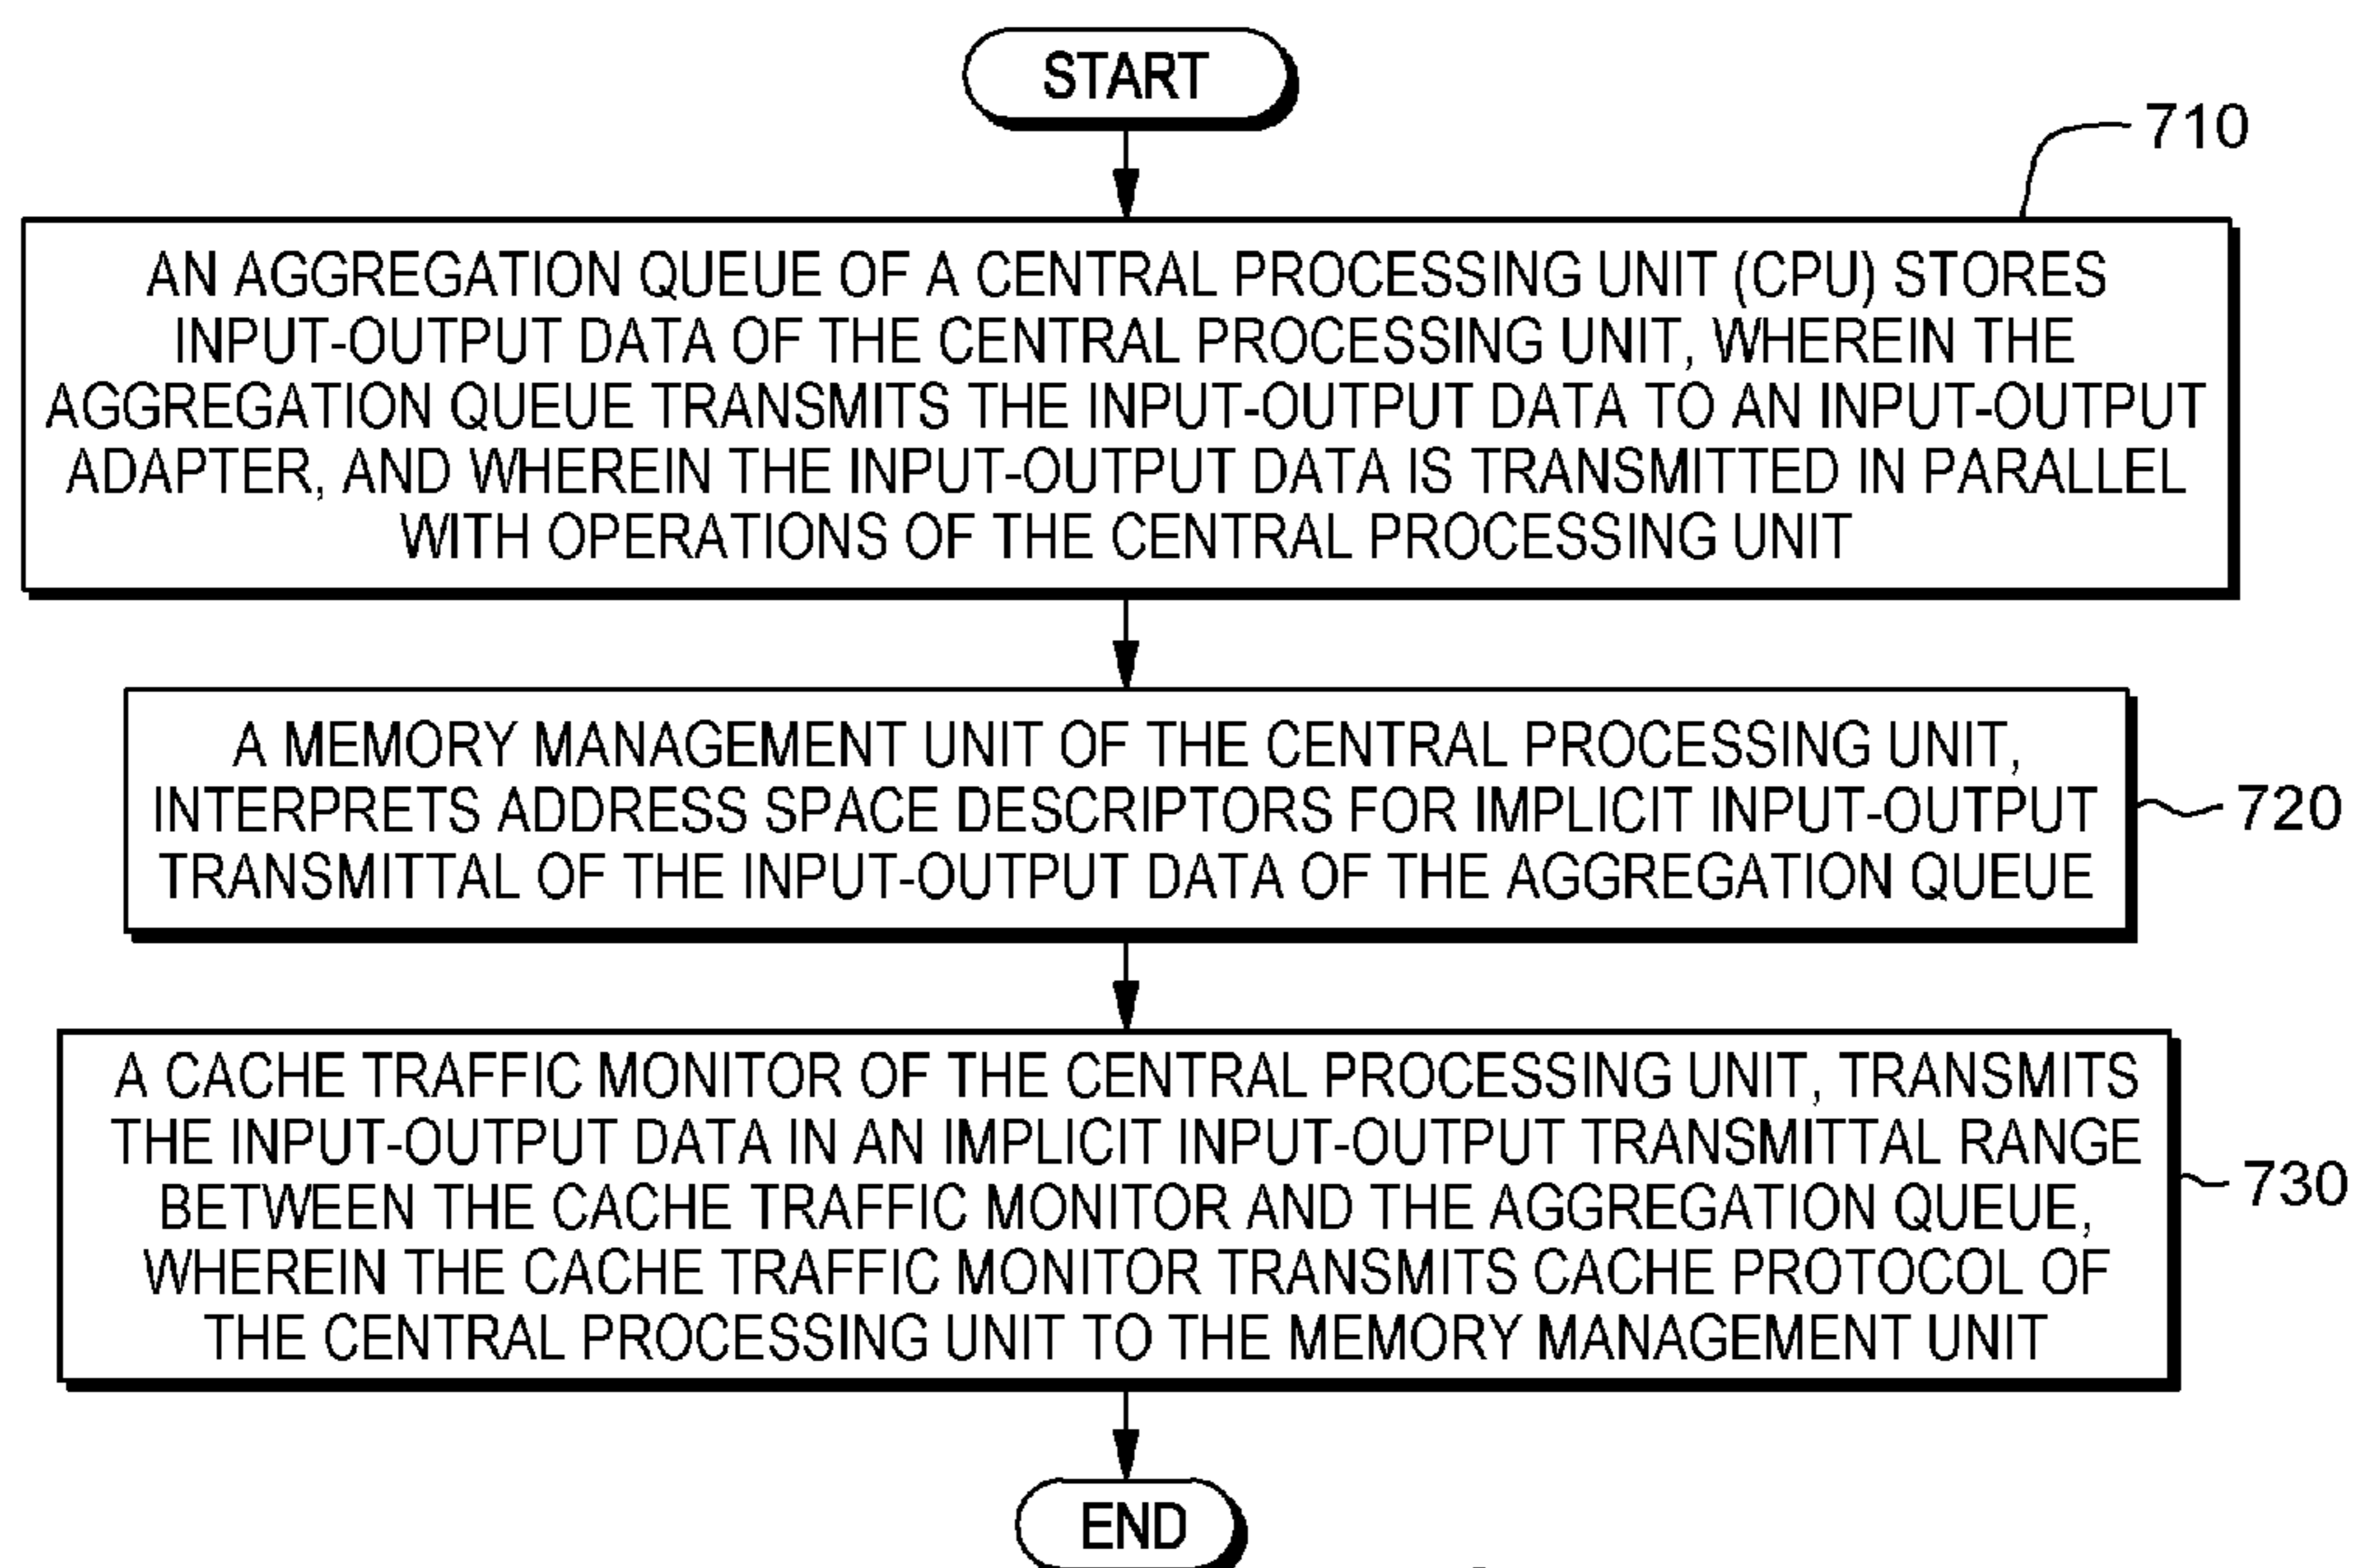 START
710
AN AGGREGATION QUEUE OF A CENTRAL PROCESSING UNIT (CPU) STORES
INPUT-OUTPUT DATA OF THE CENTRAL PROCESSING UNIT, WHEREIN THE
AGGREGATION QUEUE TRANSMITS THE INPUT-OUTPUT DATA TO AN INPUT-OUTPUT
ADAPTER, AND WHEREIN THE INPUT-OUTPUT DATA IS TRANSMITTED IN PARALLEL
WITH OPERATIONS OF THE CENTRAL PROCESSING UNIT
A MEMORY MANAGEMENT UNIT OF THE CENTRAL PROCESSING UNIT,
INTERPRETS ADDRESS SPACE DESCRIPTORS FOR IMPLICIT INPUT-OUTPUT
TRANSMITTAL OF THE INPUT-OUTPUT DATA OF THE AGGREGATION QUEUE
720
A CACHE TRAFFIC MONITOR OF THE CENTRAL PROCESSING UNIT, TRANSMITS
THE INPUT-OUTPUT DATA IN AN IMPLICIT INPUT-OUTPUT TRANSMITTAL RANGE
BETWEEN THE CACHE TRAFFIC MONITOR AND THE AGGREGATION QUEUE,
WHEREIN THE CACHE TRAFFIC MONITOR TRANSMITS CACHE PROTOCOL OF
THE CENTRAL PROCESSING UNIT TO THE MEMORY MANAGEMENT UNIT
730
END